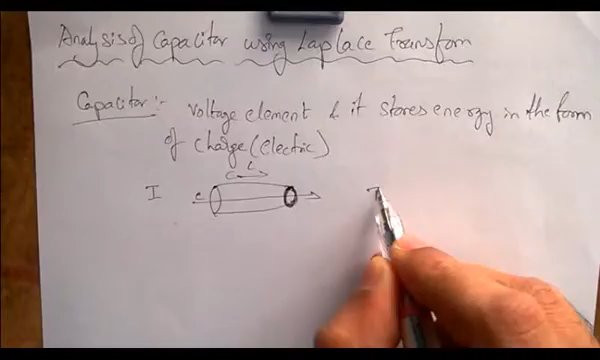 Analysis of Capacitor using Laplace Transform
Capacitor:- Voltage element & it stores energy in the form
of charge (electric)
I